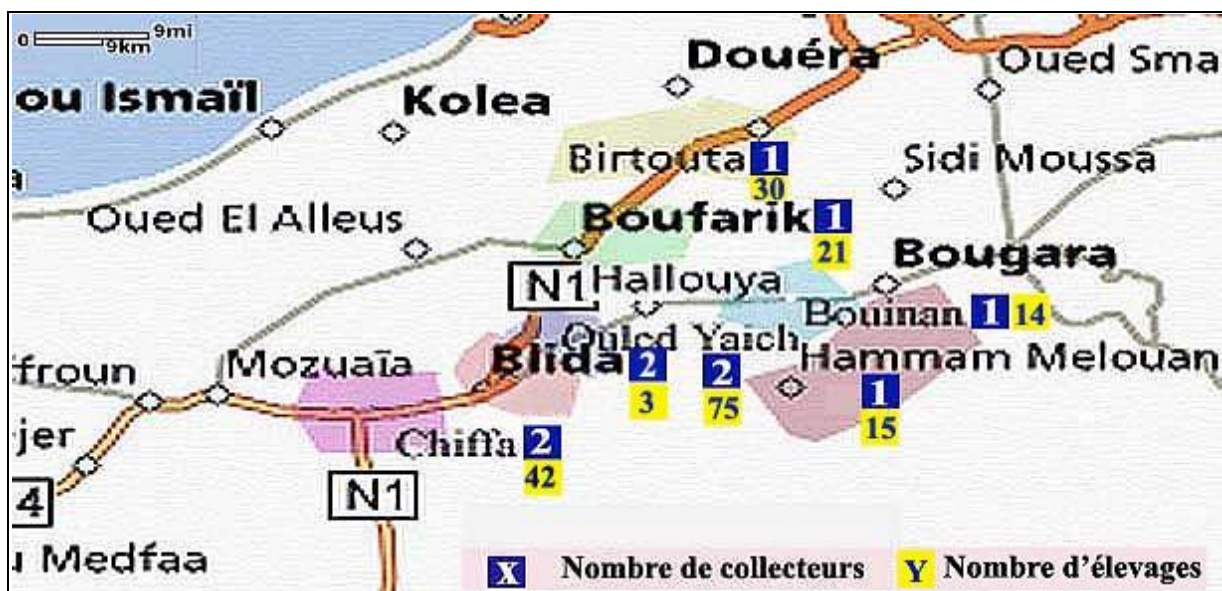 0 9mi
9km
Douéra
Oued Sma
ou Ismaïl
Kolea
Birtouta 1
30
Sidi Moussa
a
Oued El Alleus
Boufarik 1
21
Bougara
N1
Hallouya
Bouinan 1 14
Ouled Yaich
ffroun
Mozuaïa
Blida 2
3
2
75
Hammam Melouan
1
15
-jer
Chiffa 2
42
N1
4
u Medfaa
X Nombre de collecteurs Y Nombre d'élevages